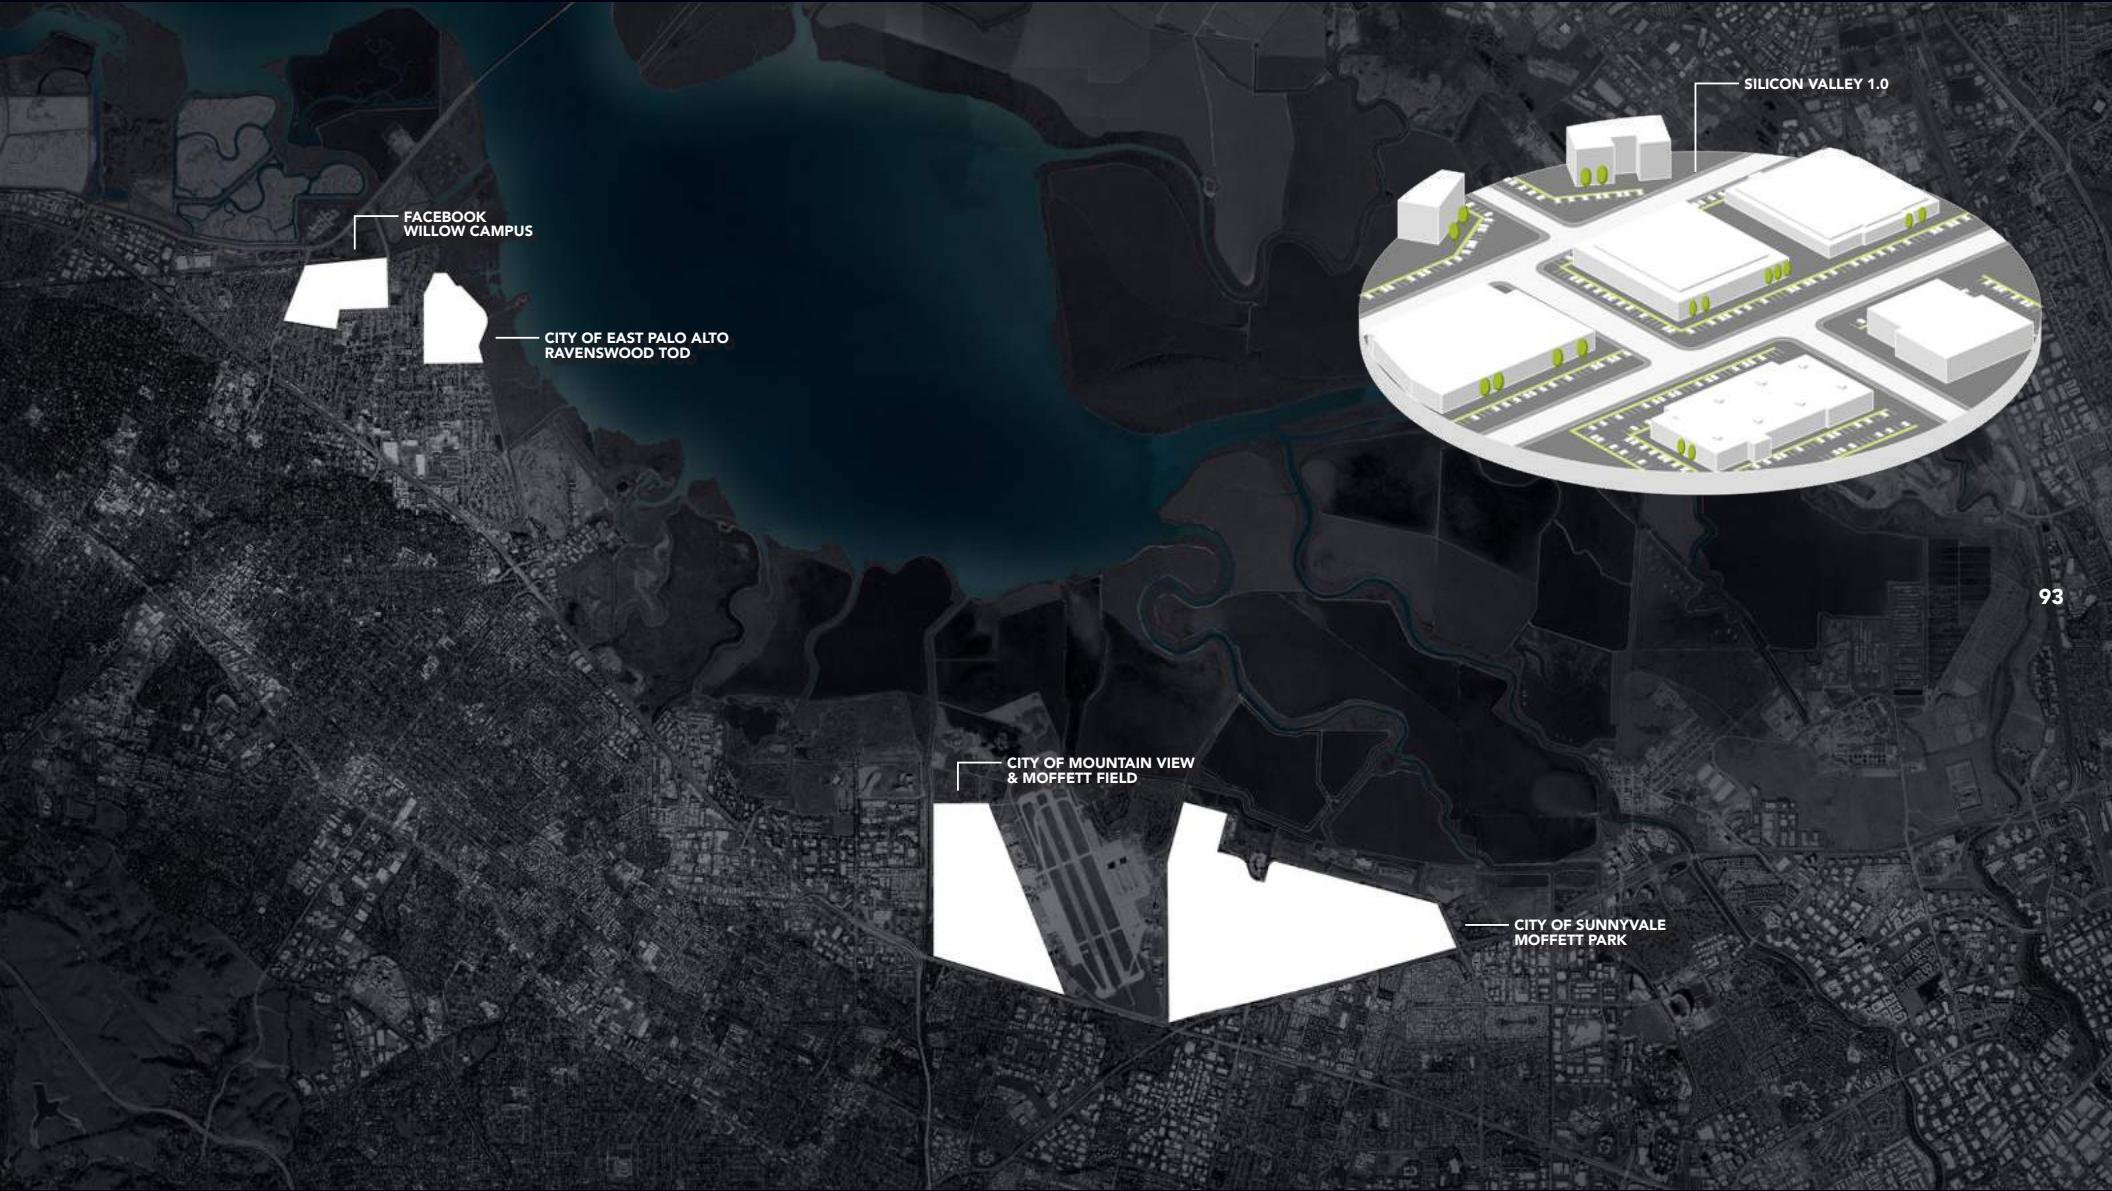 SILICON VALLEY 1.0
FACEBOOK
WILLOW CAMPUS
CITY OF EAST PALO ALTO
RAVENSWOOD TOD
93
CITY OF MOUNTAIN VIEW
& MOFFETT FIELD
CITY OF SUNNYVALE
MOFFETT PARK